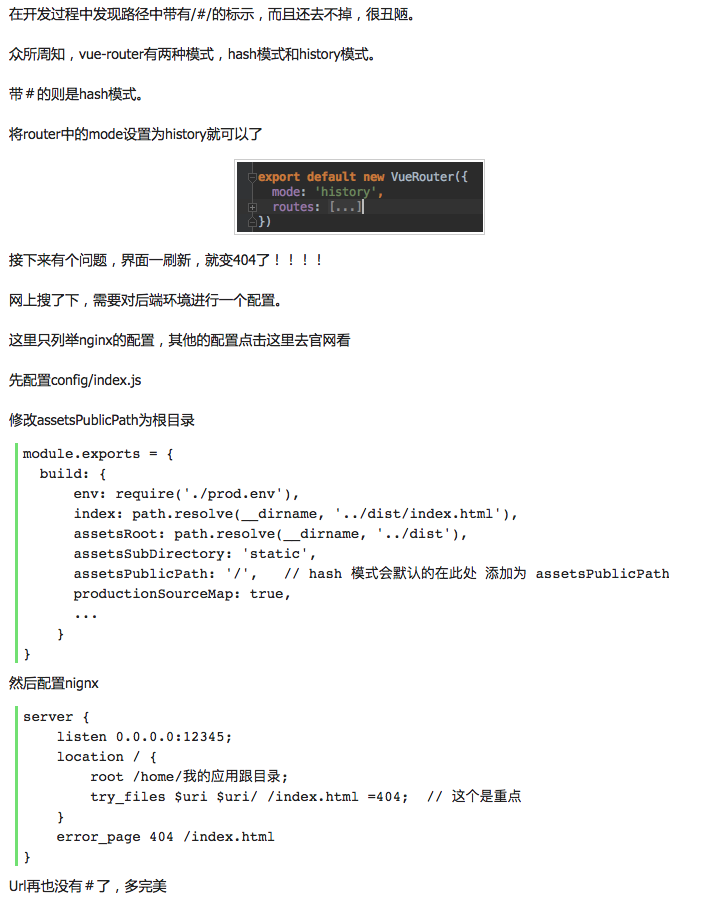 在开发过程中发现路径中带有/#/的标示，而且还去不掉，很丑陋。
众所周知，vue-router有两种模式，hash模式和history模式。
带＃的则是hash模式。
将router中的mode设置为history就可以了
export default new VueRouter({
  mode: 'history',
  routes: [...]
})
接下来有个问题，界面一刷新，就变404了！！！！
网上搜了下，需要对后端环境进行一个配置。
这里只列举nginx的配置，其他的配置点击这里去官网看
先配置config/index.js
修改assetsPublicPath为根目录
module.exports = {
  build: {
      env: require('./prod.env'),
      index: path.resolve(__dirname, '../dist/index.html'),
      assetsRoot: path.resolve(__dirname, '../dist'),
      assetsSubDirectory: 'static',
      assetsPublicPath: '/',   // hash 模式会默认的在此处 添加为 assetsPublicPath
      productionSourceMap: true,
      ...
    }
}
然后配置nignx
server {
    listen 0.0.0.0:12345;
    location / {
        root /home/我的应用跟目录;
        try_files $uri $uri/ /index.html =404;  // 这个是重点
    }
    error_page 404 /index.html
}
Url再也没有＃了，多完美